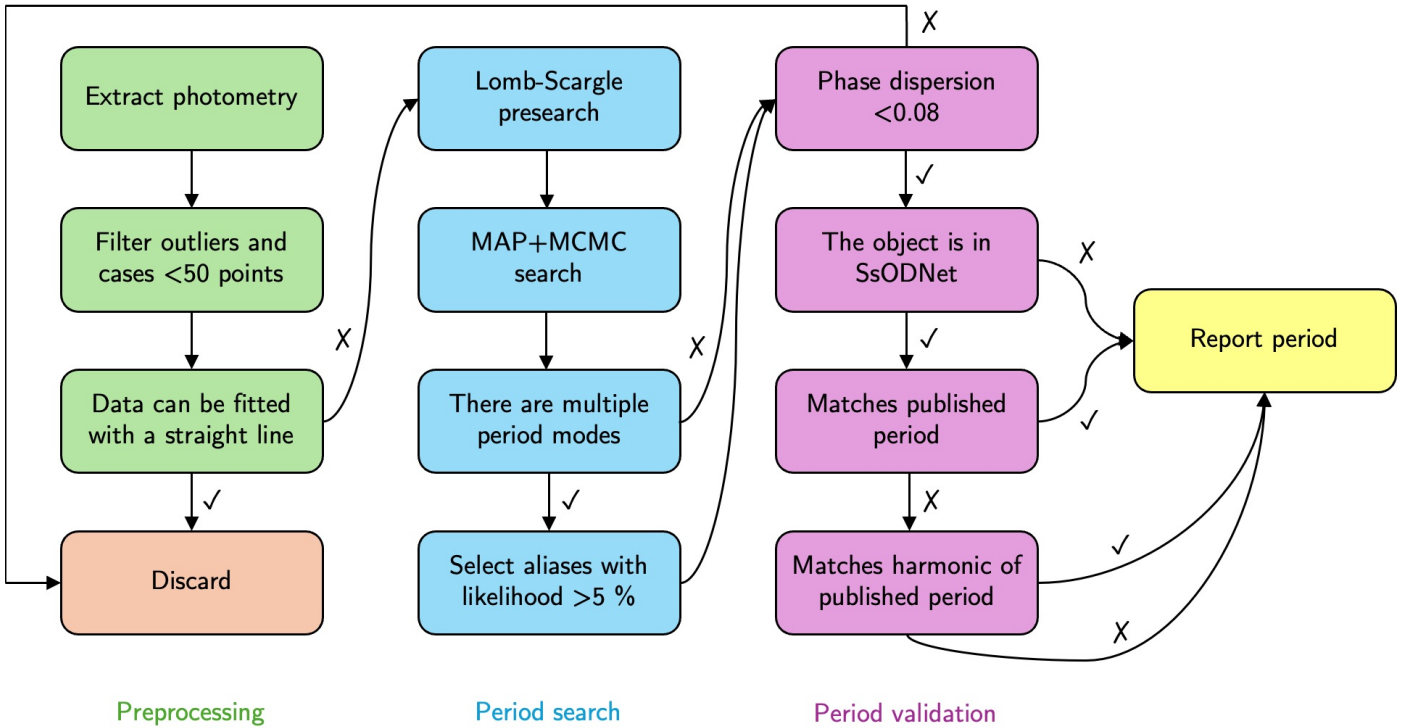 Extract photometry
Filter outliers and
cases <50 points
Data can be fitted
with a straight line
✓
Discard
✗
Lomb-Scargle
presearch
MAP+MCMC
search
There are multiple
period modes
✓
Select aliases with
likelihood >5 %
✗
✗
Phase dispersion
<0.08
✓
The object is in
SsODNet
✗
✓
Matches published
period
✓
✗
Matches harmonic of
published period
✓
✗
Report period
Preprocessing
Period search
Period validation